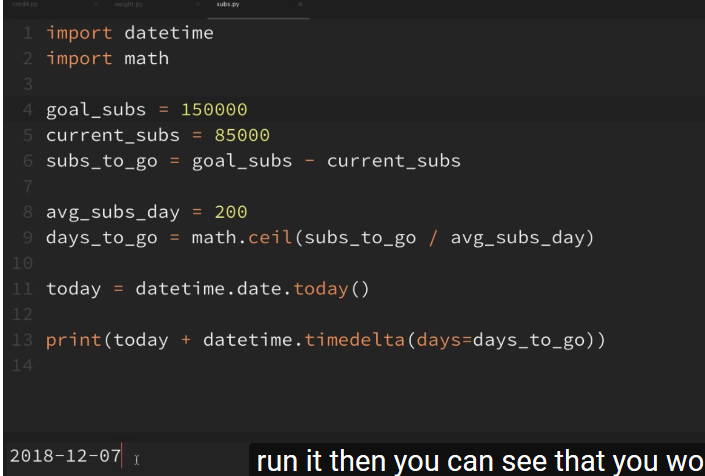 credit.py weight.py subs.py
1 import datetime
2 import math
3
4 goal_subs = 150000
5 current_subs = 85000
6 subs_to_go = goal_subs - current_subs
7
8 avg_subs_day = 200
9 days_to_go = math.ceil(subs_to_go / avg_subs_day)
10
11 today = datetime.date.today()
12
13 print(today + datetime.timedelta(days=days_to_go))
14
2018-12-07
run it then you can see that you wo